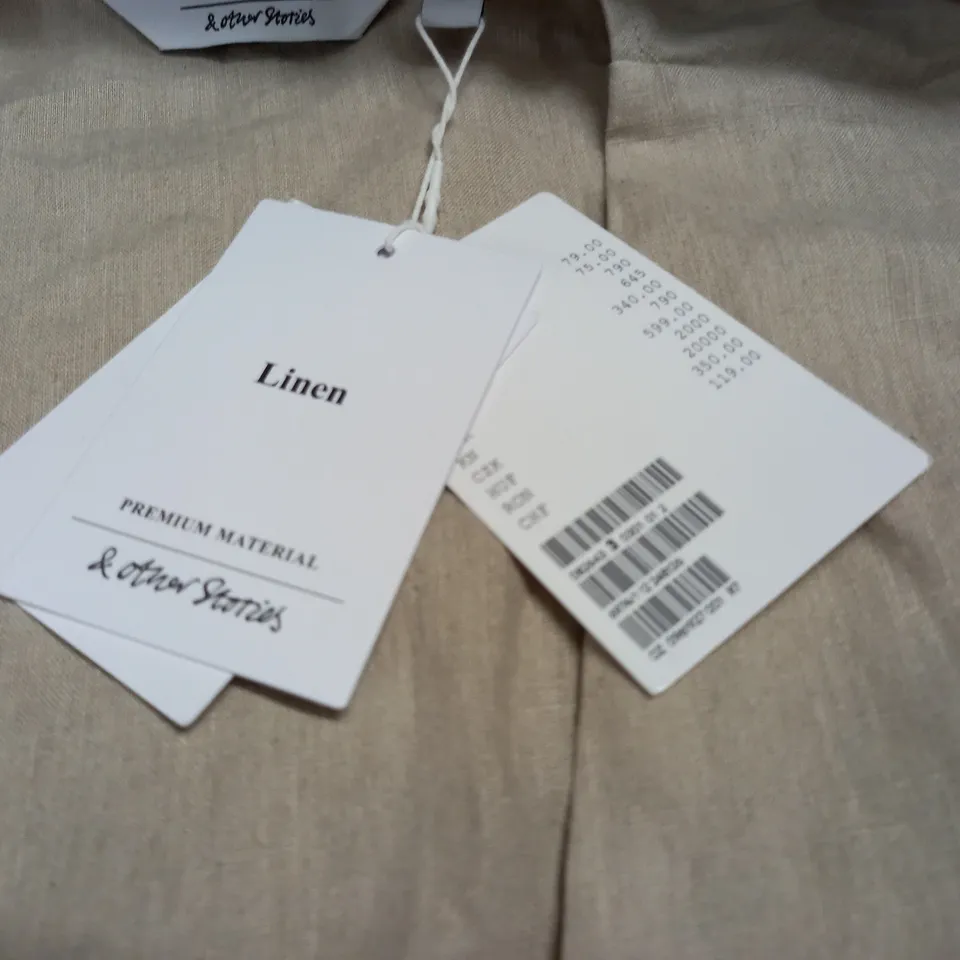 & other Stories
Linen
PREMIUM MATERIAL
& other Stories
79.00
75.00
790
645
340.00
790
599.00
2000
20000
350.00
119.00
CZK
HUF
RON
CHF